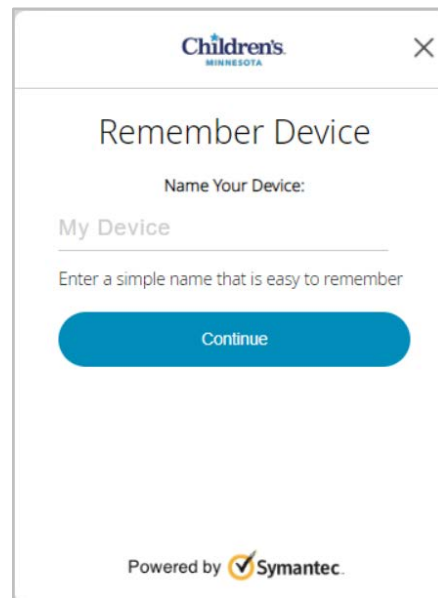 Children's
MINNESOTA
Remember Device
Name Your Device:
My Device
Enter a simple name that is easy to remember
Continue
Powered by Symantec.